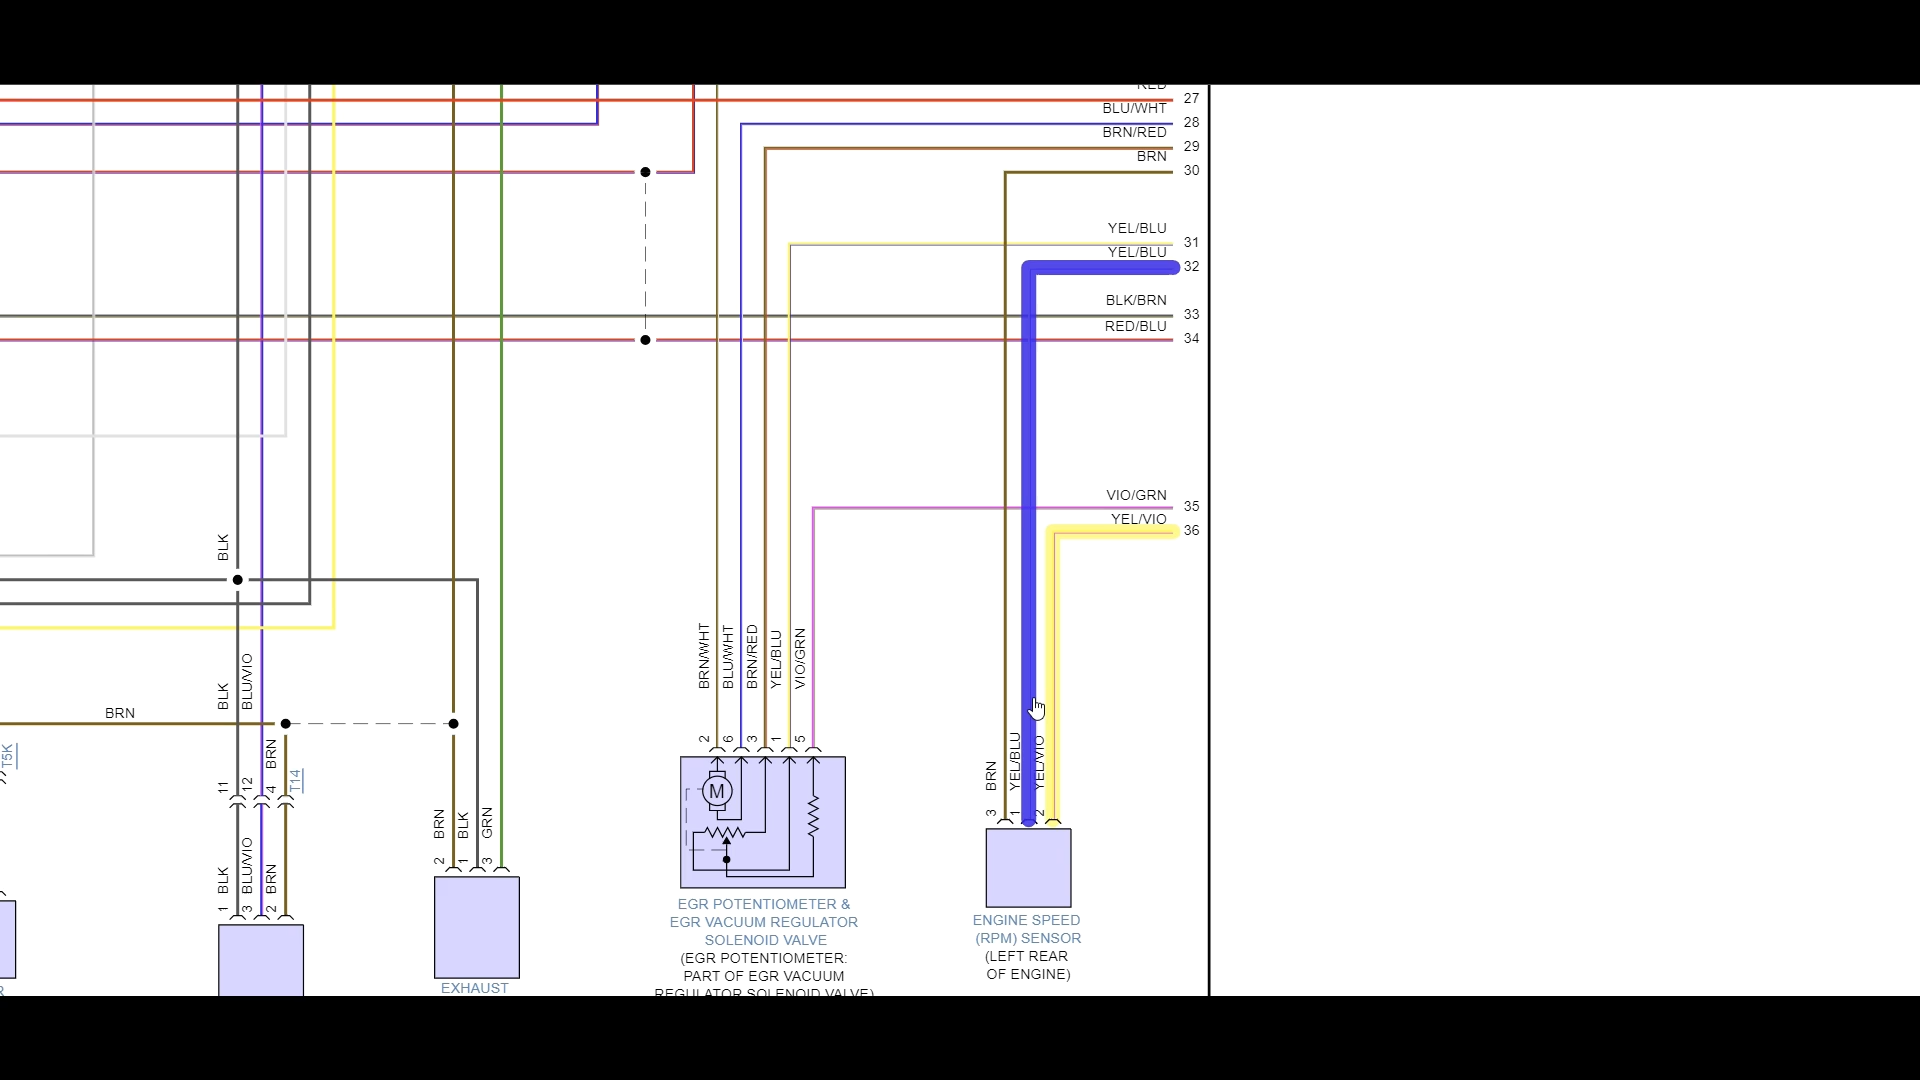 RED
27
BLU/WHT
28
BRN/RED
29
BRN
30
YEL/BLU
31
YEL/BLU
32
BLK/BRN
33
RED/BLU
34
VIO/GRN
35
YEL/VIO
36
BLK
BLK
BLU/VIO
BRN
BRN
T5K
T14
11
12
4
BLK
BLU/VIO
BRN
1
3
2
BRN
BLK
GRN
2
1
3
EXHAUST
BRN/WHT
BLU/WHT
BRN/RED
YEL/BLU
VIO/GRN
2
6
3
1
5
M
EGR POTENTIOMETER &
EGR VACUUM REGULATOR
SOLENOID VALVE
(EGR POTENTIOMETER:
PART OF EGR VACUUM
REGULATOR SOLENOID VALVE)
BRN
YEL/BLU
YEL/VIO
3
1
2
ENGINE SPEED
(RPM) SENSOR
(LEFT REAR
OF ENGINE)